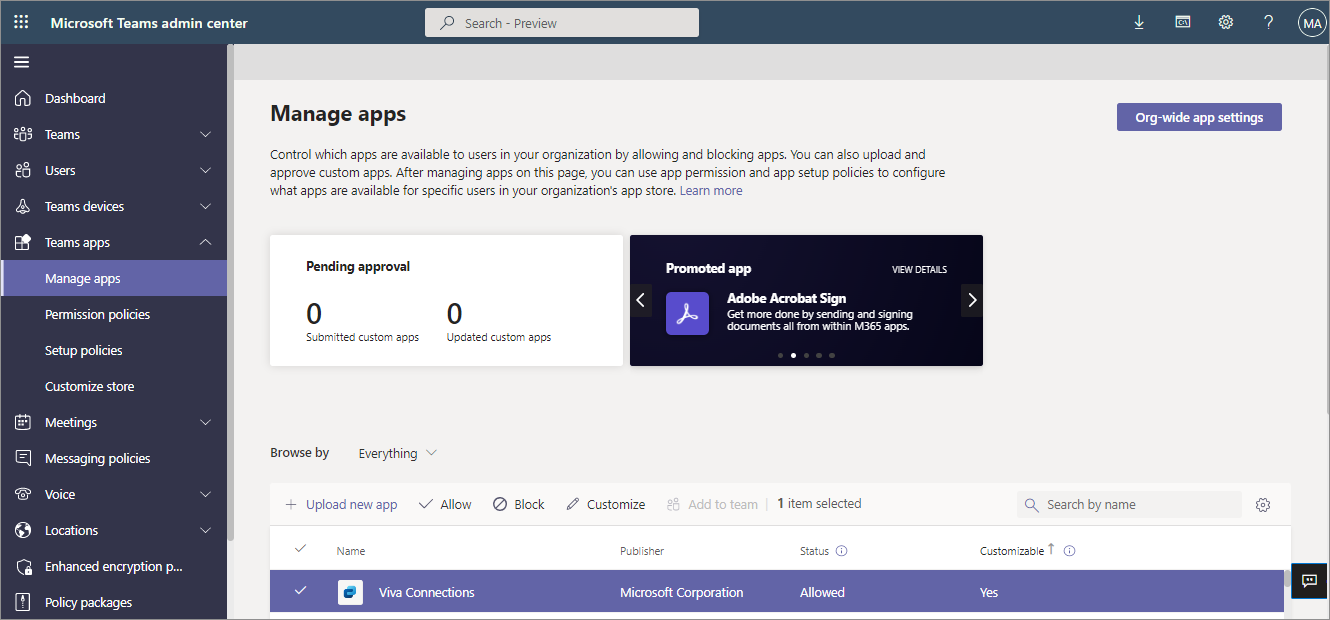 Microsoft Teams admin center
Search - Preview
C:\
?
MA
Dashboard
Teams
Users
Teams devices
Teams apps
Manage apps
Permission policies
Setup policies
Customize store
Meetings
Messaging policies
Voice
Locations
Enhanced encryption p...
Policy packages
Manage apps
Org-wide app settings
Control which apps are available to users in your organization by allowing and blocking apps. You can also upload and
approve custom apps. After managing apps on this page, you can use app permission and app setup policies to configure
what apps are available for specific users in your organization's app store. Learn more
Pending approval
0
Submitted custom apps
0
Updated custom apps
Promoted app
VIEW DETAILS
Adobe Acrobat Sign
Get more done by sending and signing
documents all from within M365 apps.
Browse by
Everything
Upload new app
Allow
Block
Customize
Add to team
1 item selected
Search by name
Name
Publisher
Status
Customizable
Viva Connections
Microsoft Corporation
Allowed
Yes